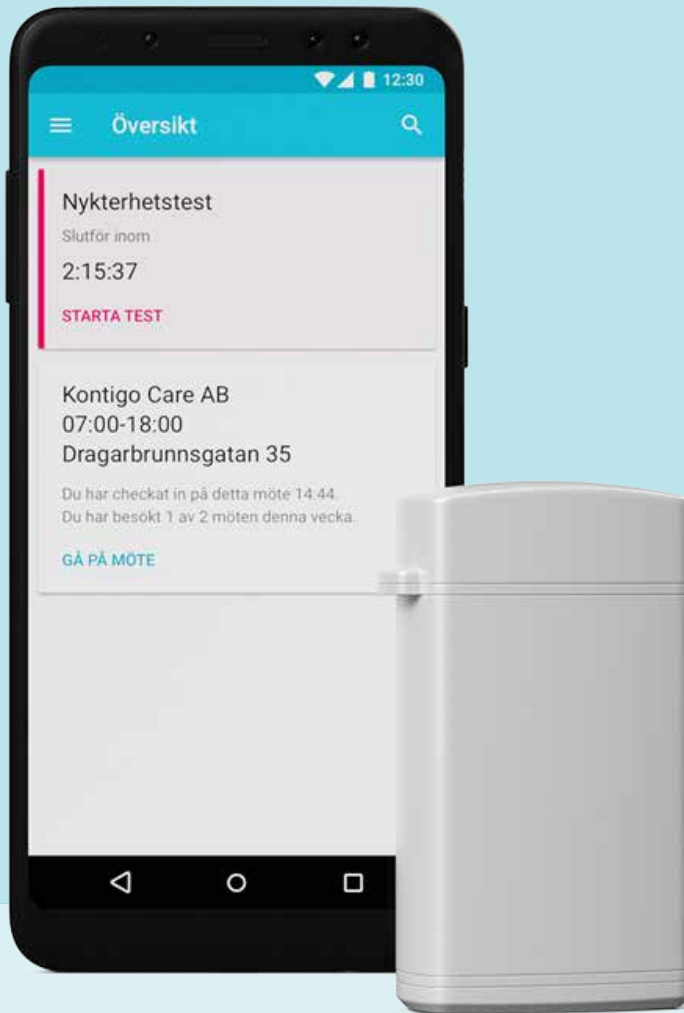 12:30
Översikt
Nykterhetstest
Slutför inom
2:15:37
STARTA TEST
Kontigo Care AB
07:00-18:00
Dragarbrunnsgatan 35
Du har checkat in på detta möte 14:44.
Du har besökt 1 av 2 möten denna vecka.
GÅ PÅ MÖTE